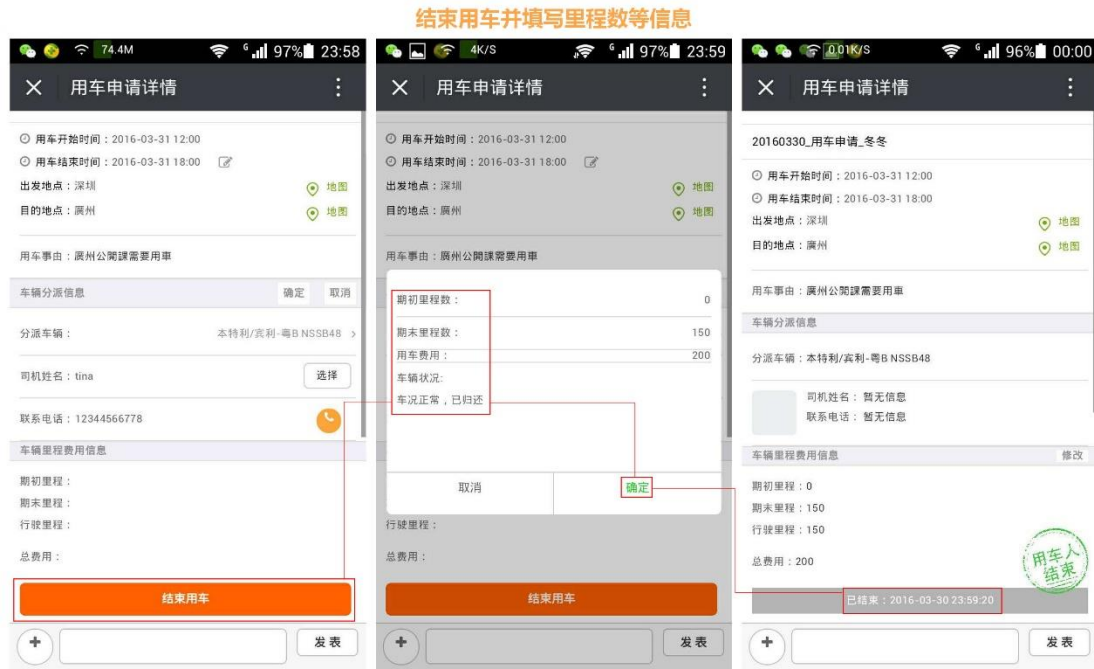 结束用车并填写里程数等信息
74.4M 97% 23:58
用车申请详情
用车开始时间：2016-03-31 12:00
用车结束时间：2016-03-31 18:00
出发地点：深圳 地图
目的地点：廣州 地图
用车事由：廣州公開課需要用車
车辆分派信息 确定 取消
分派车辆： 本特利/宾利-粤B NSSB48 >
司机姓名：tina 选择
联系电话：12344566778
车辆里程费用信息
期初里程：
期末里程：
行驶里程：
总费用：
结束用车
+ 发表
4K/S 97% 23:59
用车申请详情
用车开始时间：2016-03-31 12:00
用车结束时间：2016-03-31 18:00
出发地点：深圳 地图
目的地点：廣州 地图
用车事由：廣州公開課需要用車
期初里程数： 0
期末里程数： 150
用车费用： 200
车辆状况:
车况正常，已归还
取消 确定
行驶里程：
总费用：
结束用车
+ 发表
0.01K/S 96% 00:00
用车申请详情
20160330_用车申请_冬冬
用车开始时间：2016-03-31 12:00
用车结束时间：2016-03-31 18:00
出发地点：深圳 地图
目的地点：廣州 地图
用车事由：廣州公開課需要用車
车辆分派信息
分派车辆：本特利/宾利-粤B NSSB48
司机姓名：暂无信息
联系电话：暂无信息
车辆里程费用信息 修改
期初里程：0
期末里程：150
行驶里程：150
总费用：200
用车人
结束
已结束：2016-03-30 23:59:20
+ 发表